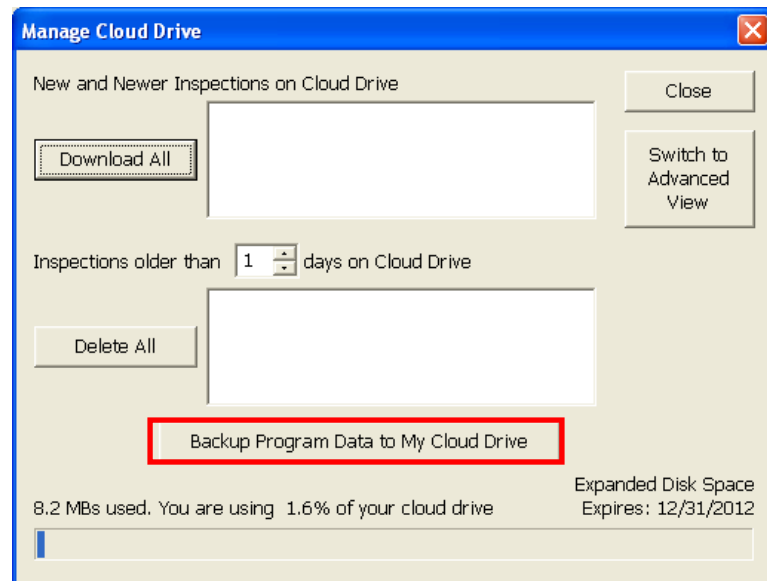 Manage Cloud Drive
New and Newer Inspections on Cloud Drive
Close
Download All
Switch to
Advanced
View
Inspections older than 1 days on Cloud Drive
Delete All
Backup Program Data to My Cloud Drive
Expanded Disk Space
8.2 MBs used. You are using 1.6% of your cloud drive
Expires: 12/31/2012